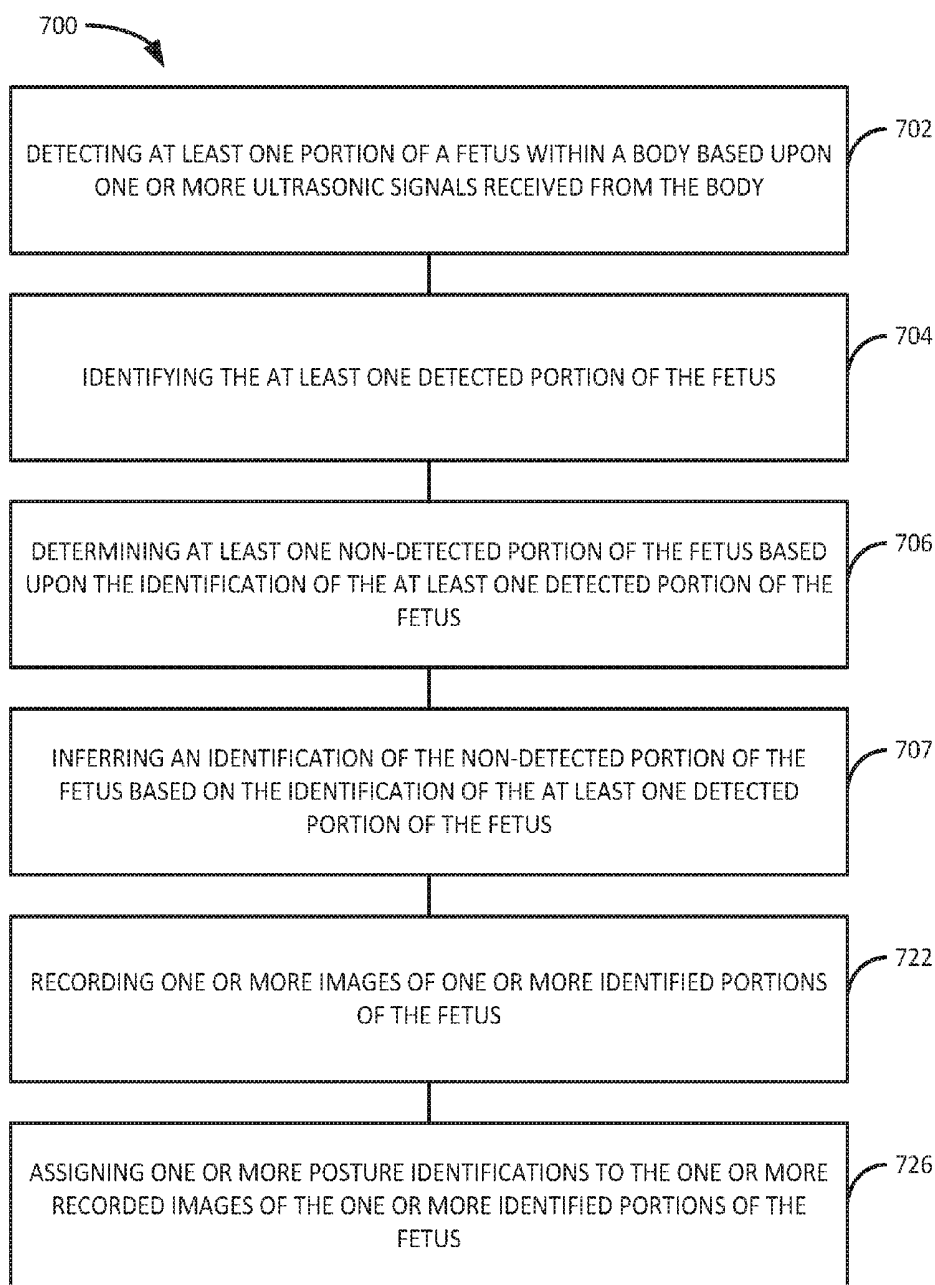 700
DETECTING AT LEAST ONE PORTION OF A FETUS WITHIN A BODY BASED UPON
ONE OR MORE ULTRASONIC SIGNALS RECEIVED FROM THE BODY
702
IDENTIFYING THE AT LEAST ONE DETECTED PORTION OF THE FETUS
704
DETERMINING AT LEAST ONE NON-DETECTED PORTION OF THE FETUS BASED
UPON THE IDENTIFICATION OF THE AT LEAST ONE DETECTED PORTION OF THE
FETUS
706
INFERRING AN IDENTIFICATION OF THE NON-DETECTED PORTION OF THE
FETUS BASED ON THE IDENTIFICATION OF THE AT LEAST ONE DETECTED
PORTION OF THE FETUS
707
RECORDING ONE OR MORE IMAGES OF ONE OR MORE IDENTIFIED PORTIONS
OF THE FETUS
722
ASSIGNING ONE OR MORE POSTURE IDENTIFICATIONS TO THE ONE OR MORE
RECORDED IMAGES OF THE ONE OR MORE IDENTIFIED PORTIONS OF THE
FETUS
726